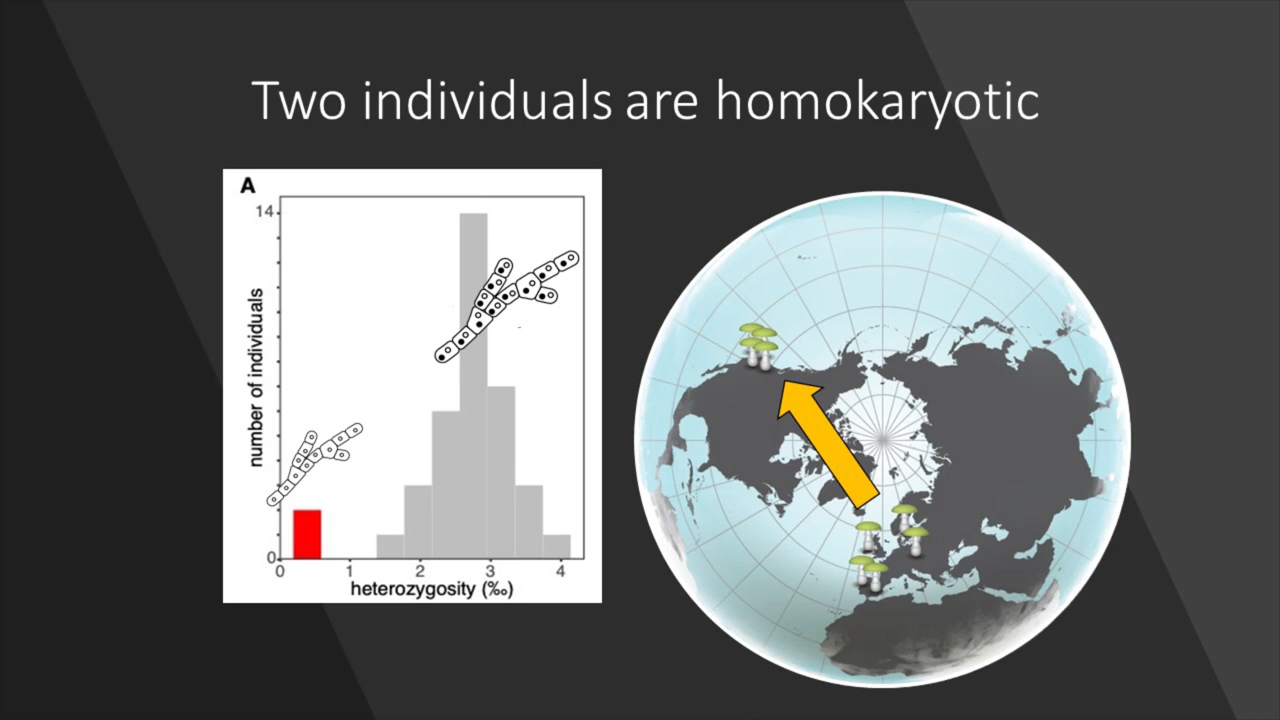 Two individuals are homokaryotic
A
14
number of individuals
0
0 1 2 3 4
heterozygosity (‰)